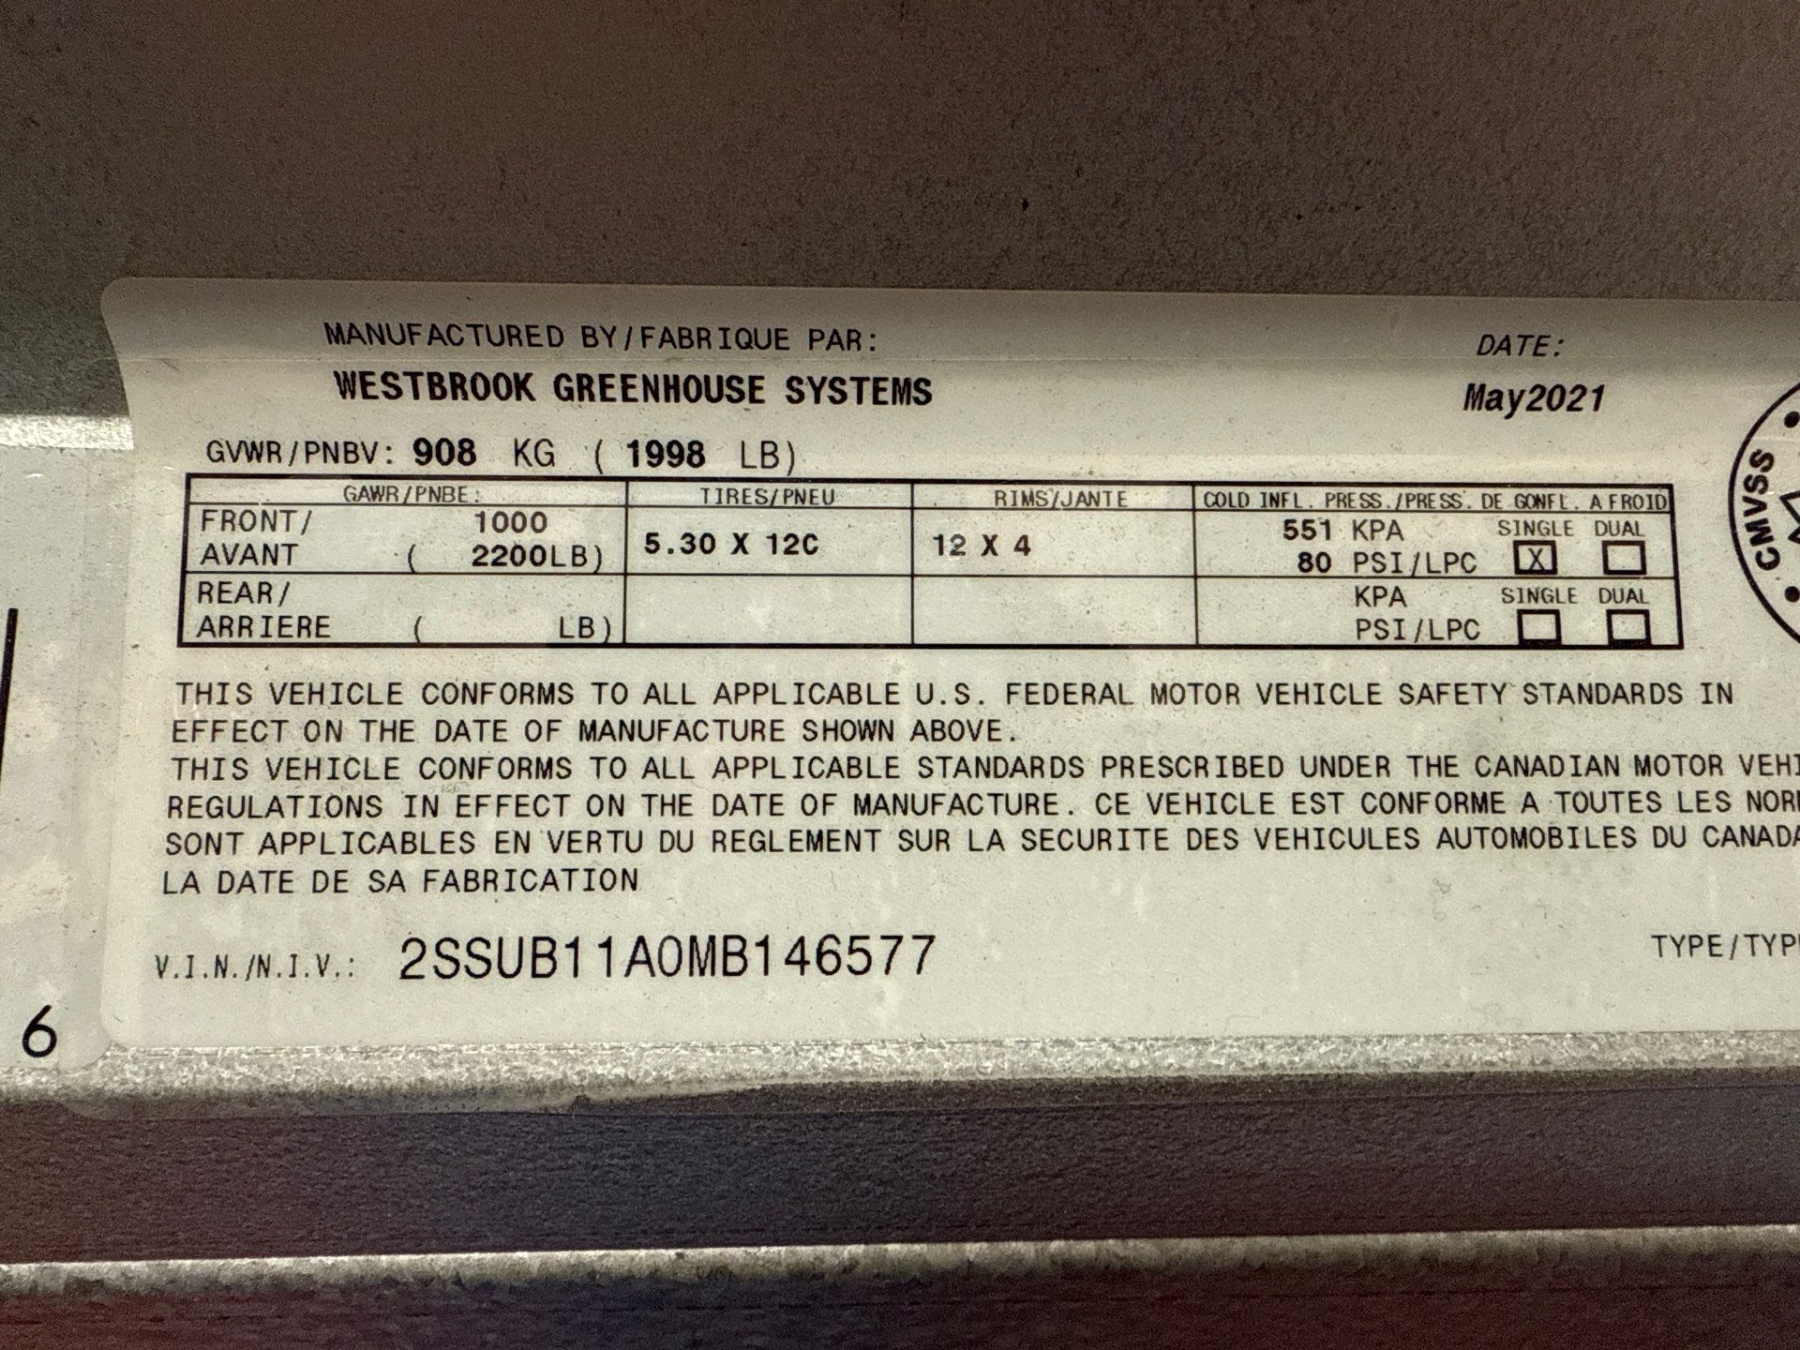 MANUFACTURED BY/FABRIQUE PAR:
DATE:
WESTBROOK GREENHOUSE SYSTEMS
May2021
GVWR/PNBV: 908 KG ( 1998 LB)
GAWR/PNBE: TIRES/PNEU RIMS/JANTE COLD INFL. PRESS./PRESS. DE GONFL. A FROID
FRONT/ 1000 551 KPA SINGLE DUAL
AVANT ( 2200LB) 5.30 X 12C 12 X 4 80 PSI/LPC X
REAR/ KPA SINGLE DUAL
ARRIERE ( LB) PSI/LPC
CMVSS
THIS VEHICLE CONFORMS TO ALL APPLICABLE U.S. FEDERAL MOTOR VEHICLE SAFETY STANDARDS IN
EFFECT ON THE DATE OF MANUFACTURE SHOWN ABOVE.
THIS VEHICLE CONFORMS TO ALL APPLICABLE STANDARDS PRESCRIBED UNDER THE CANADIAN MOTOR VEHI
REGULATIONS IN EFFECT ON THE DATE OF MANUFACTURE. CE VEHICLE EST CONFORME A TOUTES LES NOR
SONT APPLICABLES EN VERTU DU REGLEMENT SUR LA SECURITE DES VEHICULES AUTOMOBILES DU CANADA
LA DATE DE SA FABRICATION
V.I.N./N.I.V.: 2SSUB11A0MB146577
TYPE/TYP
6